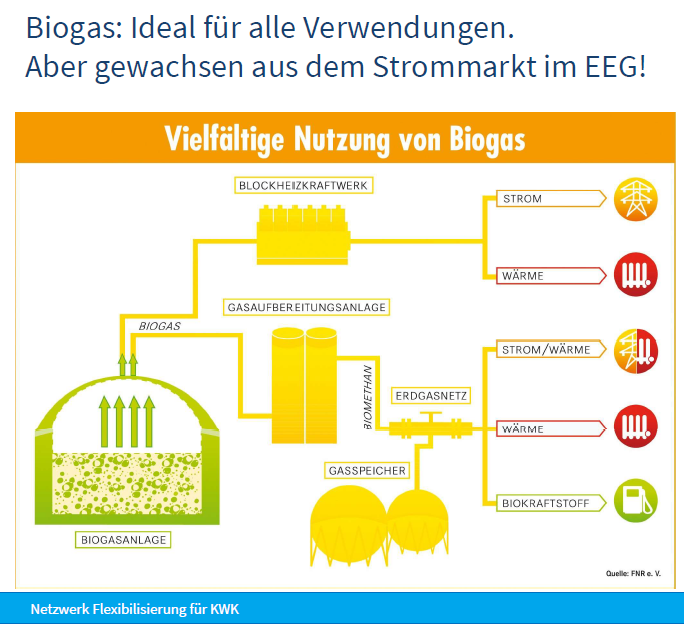 Biogas: Ideal für alle Verwendungen.
Aber gewachsen aus dem Strommarkt im EEG!
Vielfältige Nutzung von Biogas
BLOCKHEIZKRAFTWERK
STROM
WÄRME
GASAUFBEREITUNGSANLAGE
BIOGAS
STROM/WÄRME
BIOMETHAN
ERDGASNETZ
WÄRME
GASSPEICHER
BIOKRAFTSTOFF
BIOGASANLAGE
Quelle: FNR e. V.
Netzwerk Flexibilisierung für KWK